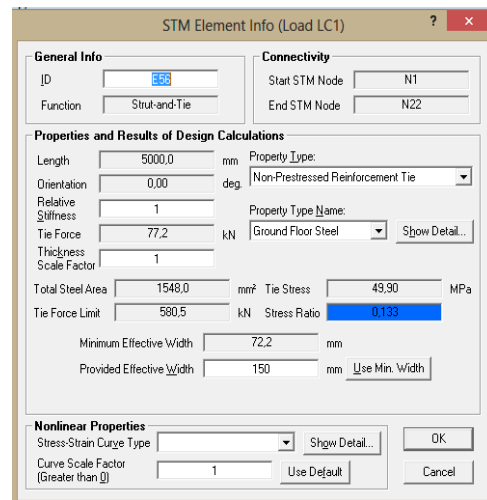 STM Element Info (Load LC1) ? ×
General Info
ID E56
Function Strut-and-Tie
Connectivity
Start STM Node N1
End STM Node N22
Properties and Results of Design Calculations
Length 5000,0 mm
Orientation 0,00 deg.
Relative Stiffness 1
Tie Force 77,2 kN
Thickness Scale Factor 1
Property Type:
Non-Prestressed Reinforcement Tie
Property Type Name:
Ground Floor Steel Show Detail...
Total Steel Area 1548,0 mm² Tie Stress 49,90 MPa
Tie Force Limit 580,5 kN Stress Ratio 0,133
Minimum Effective Width 72,2 mm
Provided Effective Width 150 mm Use Min. Width
Nonlinear Properties
Stress-Strain Curve Type Show Detail...
Curve Scale Factor (Greater than 0) 1 Use Default
OK
Cancel